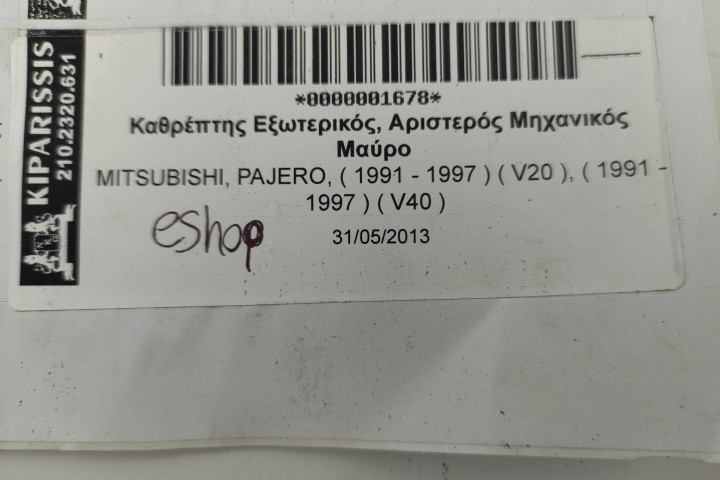 KIPARISSIS
210.2320.631
*0000001678*
Καθρέπτης Εξωτερικός, Αριστερός Μηχανικός
Μαύρο
MITSUBISHI, PAJERO, ( 1991 - 1997 ) ( V20 ), ( 1991 -
1997 ) ( V40 )
eshop
31/05/2013